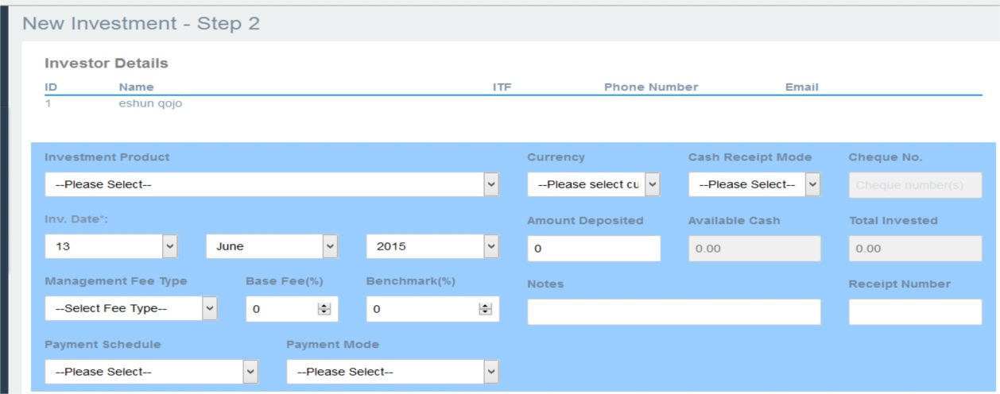 New Investment - Step 2
Investor Details
ID Name ITF Phone Number Email
1 eshun qojo
Investment Product Currency Cash Receipt Mode Cheque No.
--Please Select-- --Please select cu --Please Select-- Cheque number(s)
Inv. Date*: Amount Deposited Available Cash Total Invested
13 June 2015 0 0.00 0.00
Management Fee Type Base Fee(%) Benchmark(%) Notes Receipt Number
--Select Fee Type-- 0 0
Payment Schedule Payment Mode
--Please Select-- --Please Select--